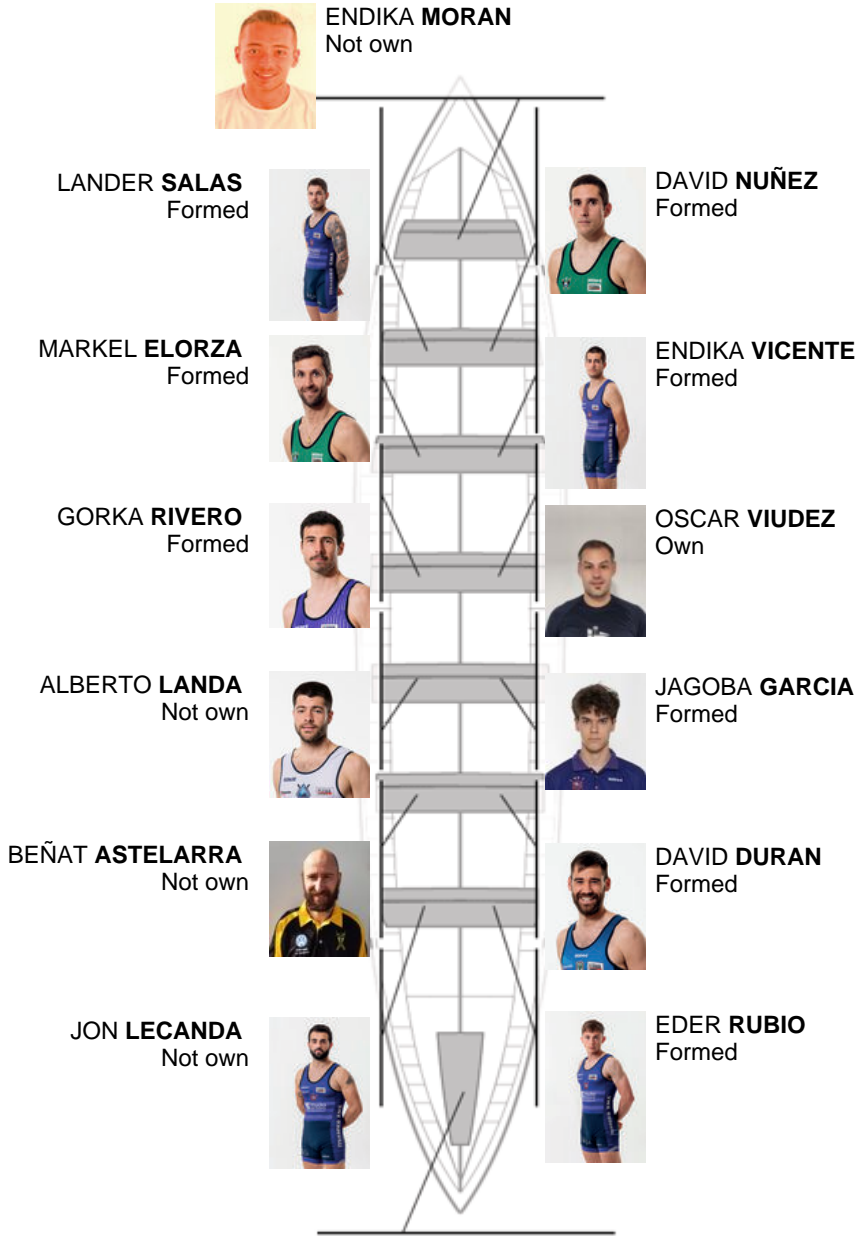 ENDIKA MORAN
Not own
LANDER SALAS
Formed
DAVID NUÑEZ
Formed
MARKEL ELORZA
Formed
ENDIKA VICENTE
Formed
GORKA RIVERO
Formed
OSCAR VIUDEZ
Own
ALBERTO LANDA
Not own
JAGOBA GARCIA
Formed
BEÑAT ASTELARRA
Not own
DAVID DURAN
Formed
JON LECANDA
Not own
EDER RUBIO
Formed